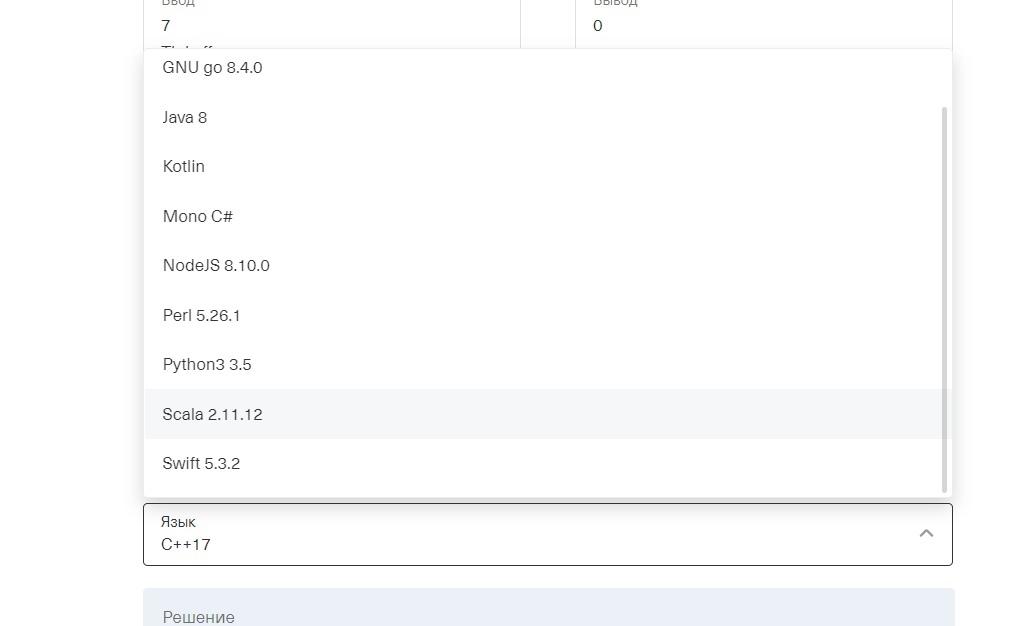 Ввод
Вывод
7
0
GNU go 8.4.0
Java 8
Kotlin
Mono C#
NodeJS 8.10.0
Perl 5.26.1
Python3 3.5
Scala 2.11.12
Swift 5.3.2
Язык
C++17
Решение